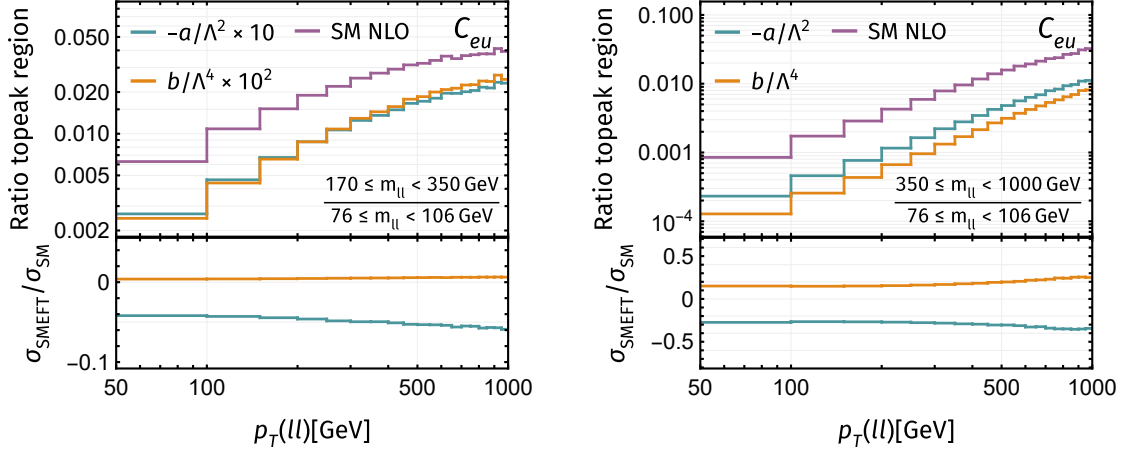 −a/Λ² × 10 SM NLO C_eu
b/Λ⁴ × 10²
Ratio topeak region
0.050
0.020
0.010
0.005
0.002
170 ≤ m_ll < 350 GeV
76 ≤ m_ll < 106 GeV
σ_SMEFT/σ_SM
0
−0.1
50 100 500 1000
p_T(ll)[GeV]
−a/Λ² SM NLO C_eu
b/Λ⁴
Ratio topeak region
0.100
0.010
0.001
10⁻⁴
350 ≤ m_ll < 1000 GeV
76 ≤ m_ll < 106 GeV
σ_SMEFT/σ_SM
0.5
0
−0.5
50 100 500 1000
p_T(ll)[GeV]